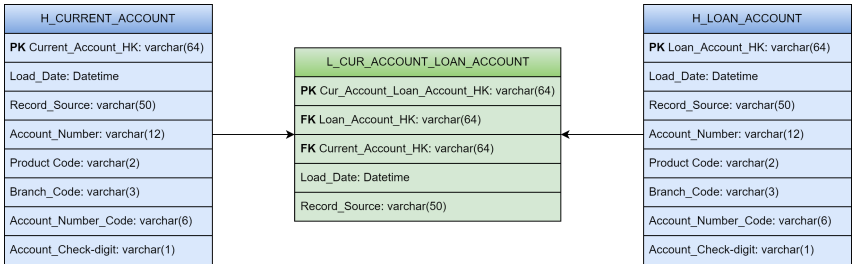 H_CURRENT_ACCOUNT
PK Current_Account_HK: varchar(64)
Load_Date: Datetime
Record_Source: varchar(50)
Account_Number: varchar(12)
Product Code: varchar(2)
Branch_Code: varchar(3)
Account_Number_Code: varchar(6)
Account_Check-digit: varchar(1)
L_CUR_ACCOUNT_LOAN_ACCOUNT
PK Cur_Account_Loan_Account_HK: varchar(64)
FK Loan_Account_HK: varchar(64)
FK Current_Account_HK: varchar(64)
Load_Date: Datetime
Record_Source: varchar(50)
H_LOAN_ACCOUNT
PK Loan_Account_HK: varchar(64)
Load_Date: Datetime
Record_Source: varchar(50)
Account_Number: varchar(12)
Product Code: varchar(2)
Branch_Code: varchar(3)
Account_Number_Code: varchar(6)
Account_Check-digit: varchar(1)